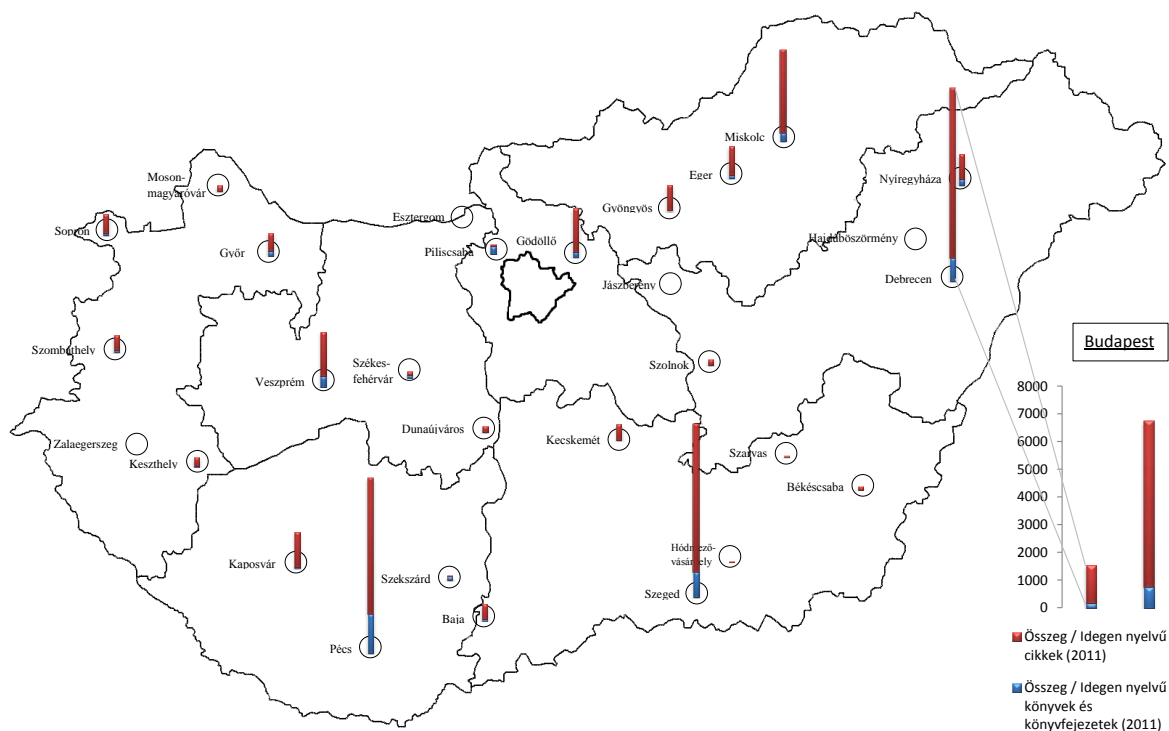 Miskolc
Eger
Nyíregyháza
Moson-
magyaróvár
Gyöngyös
Esztergom
Sopron
Hajdúböszörmény
Győr
Piliscsaba
Gödöllő
Debrecen
Jászberény
Budapest
Szombathely
Székes-
fehérvár
Szolnok
Veszprém
8000
7000
6000
5000
4000
3000
2000
1000
0
Dunaújváros
Kecskemét
Zalaegerszeg
Szarvas
Keszthely
Békéscsaba
Hódmező-
vásárhely
Kaposvár
Szekszárd
Szeged
Baja
Pécs
Összeg / Idegen nyelvű
cikkek (2011)
Összeg / Idegen nyelvű
könyvek és
könyvfejezetek (2011)